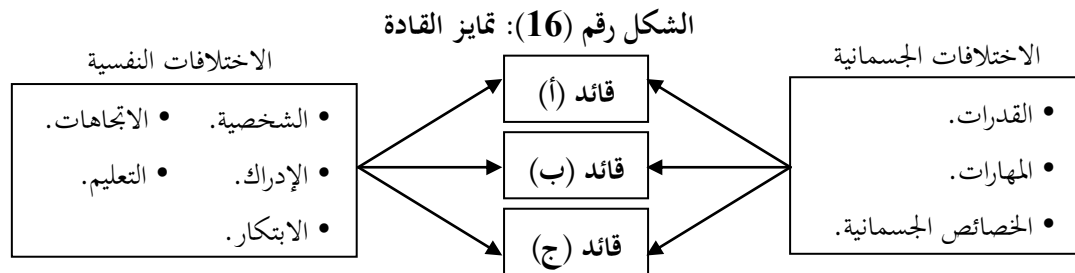 الشكل رقم (16): تمايز القادة
الاختلافات الجسمانية
• القدرات.
• المهارات.
• الخصائص الجسمانية.
قائد (أ)
قائد (ب)
قائد (ج)
الاختلافات النفسية
• الشخصية. • الاتجاهات.
• الإدراك. • التعليم.
• الابتكار.